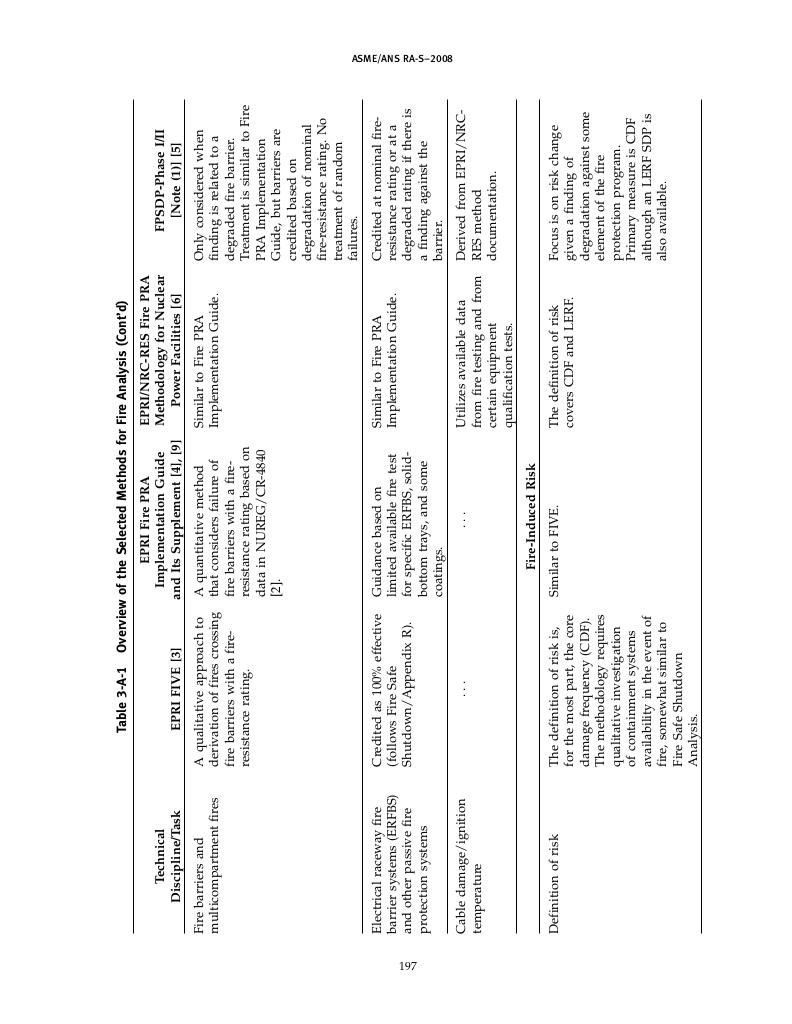 ASME/ANS RA-S–2008
Table 3-A-1 Overview of the Selected Methods for Fire Analysis (Cont'd)
Technical
Discipline/Task
EPRI FIVE [3]
EPRI Fire PRA
Implementation Guide
and Its Supplement [4], [9]
EPRI/NRC-RES Fire PRA
Methodology for Nuclear
Power Facilities [6]
FPSDP-Phase I/II
[Note (1)] [5]
Fire barriers and
multicompartment fires
A qualitative approach to
derivation of fires crossing
fire barriers with a fire-
resistance rating.
A quantitative method
that considers failure of
fire barriers with a fire-
resistance rating based on
data in NUREG/CR-4840
[2].
Similar to Fire PRA
Implementation Guide.
Only considered when
finding is related to a
degraded fire barrier.
Treatment is similar to Fire
PRA Implementation
Guide, but barriers are
credited based on
degradation of nominal
fire-resistance rating. No
treatment of random
failures.
Electrical raceway fire
barrier systems (ERFBS)
and other passive fire
protection systems
Credited as 100% effective
(follows Fire Safe
Shutdown/Appendix R).
Guidance based on
limited available fire test
for specific ERFBS, solid-
bottom trays, and some
coatings.
Similar to Fire PRA
Implementation Guide.
Credited at nominal fire-
resistance rating or at a
degraded rating if there is
a finding against the
barrier.
Cable damage/ignition
temperature
. . .
. . .
Utilizes available data
from fire testing and from
certain equipment
qualification tests.
Derived from EPRI/NRC-
RES method
documentation.
Fire-Induced Risk
Definition of risk
The definition of risk is,
for the most part, the core
damage frequency (CDF).
The methodology requires
qualitative investigation
of containment systems
availability in the event of
fire, somewhat similar to
Fire Safe Shutdown
Analysis.
Similar to FIVE.
The definition of risk
covers CDF and LERF.
Focus is on risk change
given a finding of
degradation against some
element of the fire
protection program.
Primary measure is CDF
although an LERF SDP is
also available.
197